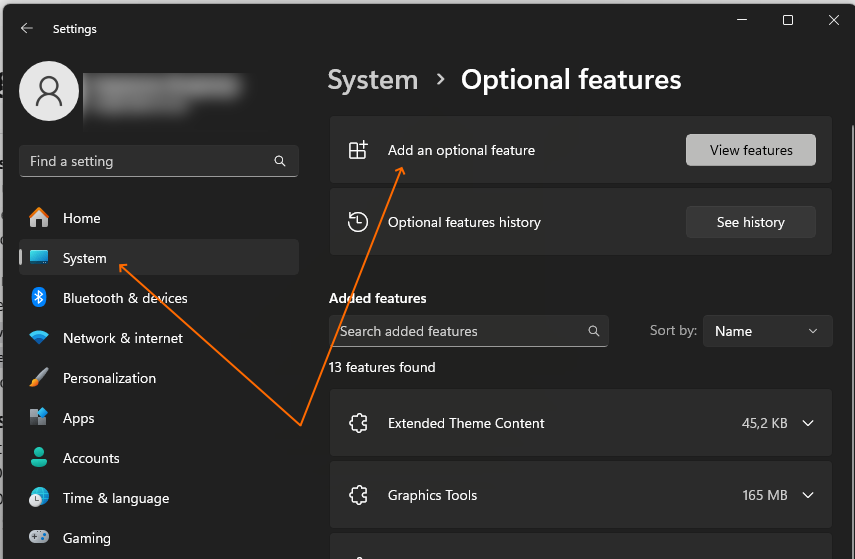 Settings
Find a setting
Home
System
Bluetooth & devices
Network & internet
Personalization
Apps
Accounts
Time & language
Gaming
System › Optional features
Add an optional feature
View features
Optional features history
See history
Added features
Search added features
Sort by: Name
13 features found
Extended Theme Content 45,2 KB
Graphics Tools 165 MB